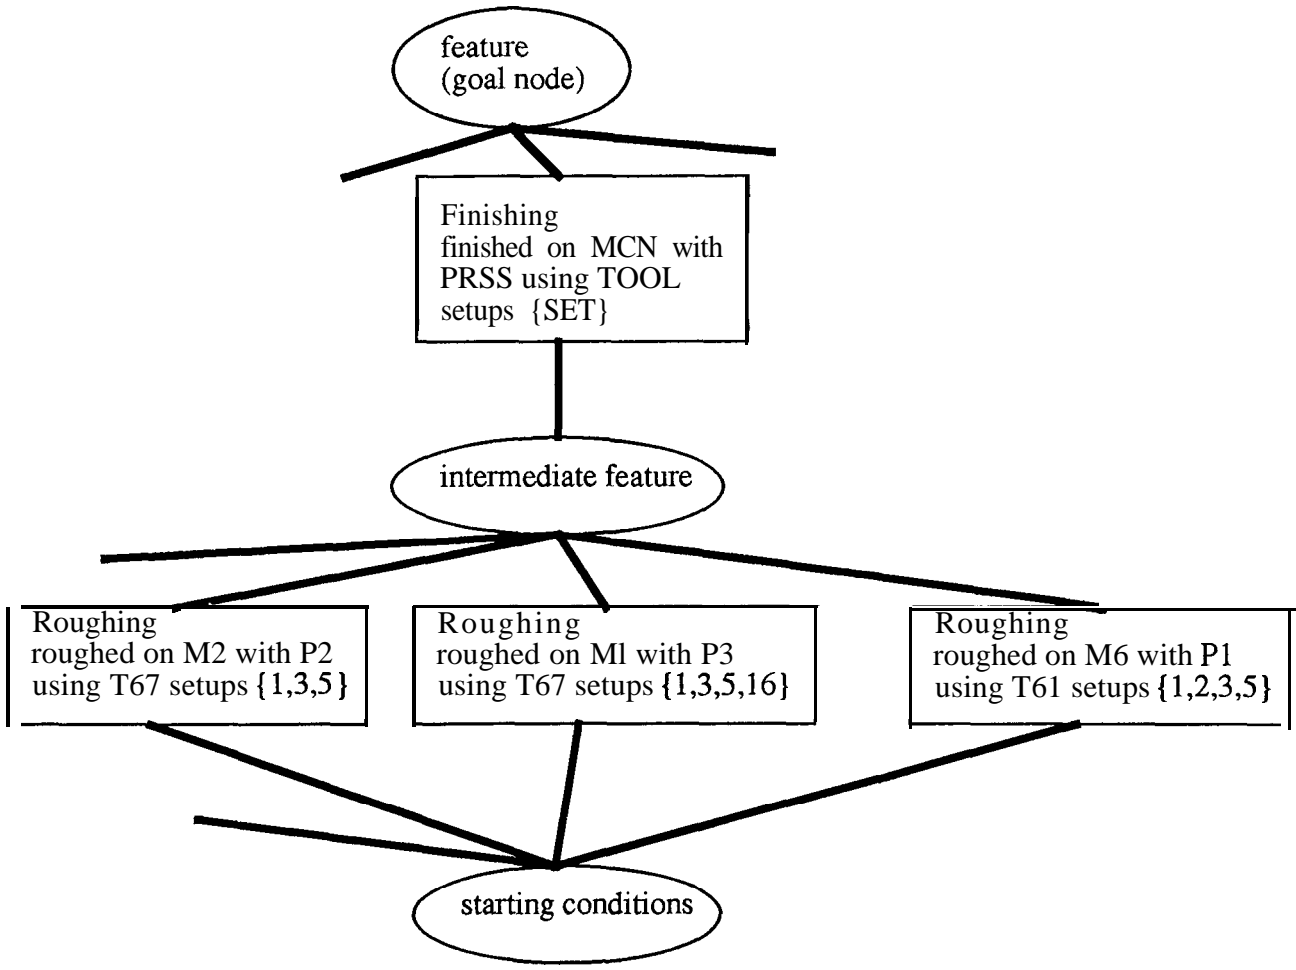 feature
(goal node)
Finishing
finished on MCN with
PRSS using TOOL
setups {SET}
intermediate feature
Roughing
roughed on M2 with P2
using T67 setups {1,3,5}
Roughing
roughed on Ml with P3
using T67 setups {1,3,5,16}
Roughing
roughed on M6 with P1
using T61 setups {1,2,3,5}
starting conditions